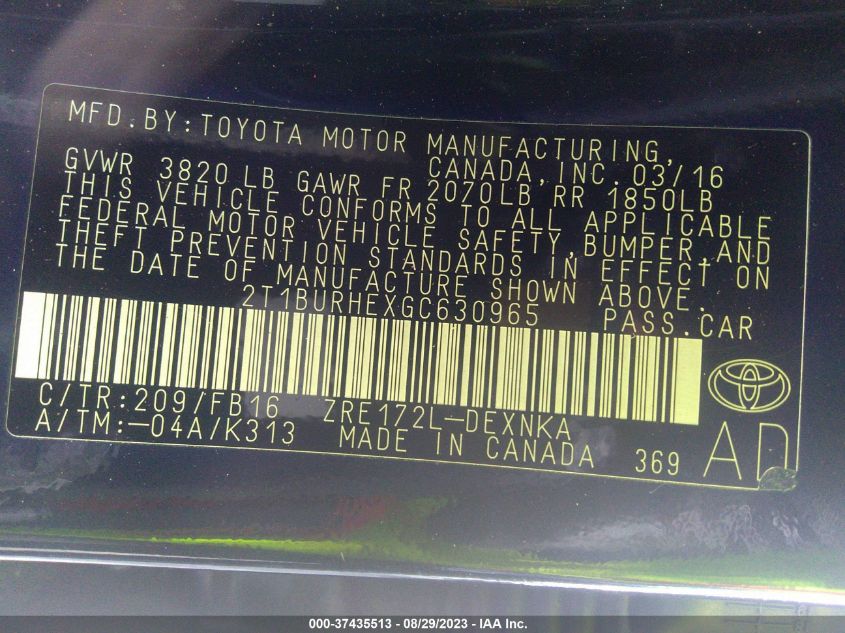 MFD.BY:TOYOTA MOTOR MANUFACTURING,
CANADA,INC.03/16
GVWR 3820LB GAWR FR 2070LB RR 1850LB
THIS VEHICLE CONFORMS TO ALL APPLICABLE
FEDERAL MOTOR VEHICLE SAFETY,BUMPER,AND
THEFT PREVENTION STANDARDS IN EFFECT ON
THE DATE OF MANUFACTURE SHOWN ABOVE.
2T1BURHEXGC630965 PASS.CAR
C/TR:209/FB16 ZRE172L-DEXNKA
A/TM:-04A/K313 MADE IN CANADA 369 AD
000-37435513 - 08/29/2023 - IAA Inc.